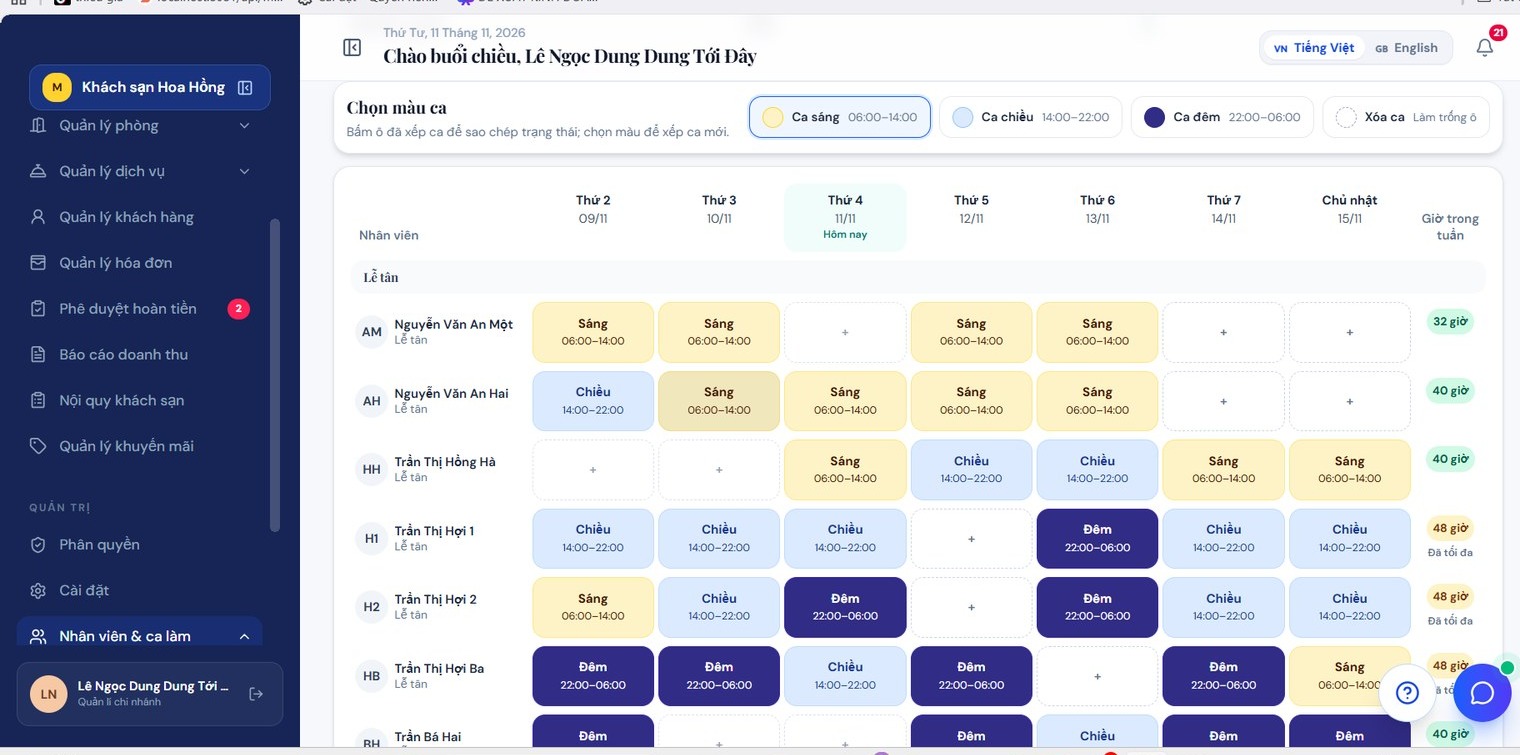 Thứ Tư, 11 Tháng 11, 2026
Chào buổi chiều, Lê Ngọc Dung Dung Tới Đây
VN Tiếng Việt GB English
21
M Khách sạn Hoa Hồng
Quản lý phòng
Quản lý dịch vụ
Quản lý khách hàng
Quản lý hóa đơn
Phê duyệt hoàn tiền 2
Báo cáo doanh thu
Nội quy khách sạn
Quản lý khuyến mãi
QUẢN TRỊ
Phân quyền
Cài đặt
Nhân viên & ca làm
LN Lê Ngọc Dung Dung Tới ...
Quản lí chi nhánh
Chọn màu ca
Bấm ô đã xếp ca để sao chép trạng thái; chọn màu để xếp ca mới.
Ca sáng 06:00–14:00 Ca chiều 14:00–22:00 Ca đêm 22:00–06:00 Xóa ca Làm trống ô
Thứ 2 Thứ 3 Thứ 4 Thứ 5 Thứ 6 Thứ 7 Chủ nhật
09/11 10/11 11/11 12/11 13/11 14/11 15/11
Hôm nay
Nhân viên
Giờ trong
tuần
Lễ tân
AM Nguyễn Văn An Một
Lễ tân
Sáng Sáng + Sáng Sáng + + 32 giờ
06:00–14:00 06:00–14:00 06:00–14:00 06:00–14:00
AH Nguyễn Văn An Hai
Lễ tân
Chiều Sáng Sáng Sáng Sáng + + 40 giờ
14:00–22:00 06:00–14:00 06:00–14:00 06:00–14:00 06:00–14:00
HH Trần Thị Hồng Hà
Lễ tân
+ + Sáng Chiều Chiều Sáng Sáng 40 giờ
06:00–14:00 14:00–22:00 14:00–22:00 06:00–14:00 06:00–14:00
H1 Trần Thị Hợi 1
Lễ tân
Chiều Chiều Chiều + Đêm Chiều Chiều 48 giờ
14:00–22:00 14:00–22:00 14:00–22:00 22:00–06:00 14:00–22:00 14:00–22:00 Đã tối đa
H2 Trần Thị Hợi 2
Lễ tân
Sáng Chiều Đêm + Đêm Chiều Chiều 48 giờ
06:00–14:00 14:00–22:00 22:00–06:00 22:00–06:00 14:00–22:00 14:00–22:00 Đã tối đa
HB Trần Thị Hợi Ba
Lễ tân
Đêm Đêm Chiều Đêm + Đêm Sáng 48 giờ
22:00–06:00 22:00–06:00 14:00–22:00 22:00–06:00 22:00–06:00 06:00–14:00
BH Trần Bá Hai
Đêm + + Đêm Chiều Đêm Đêm 40 giờ